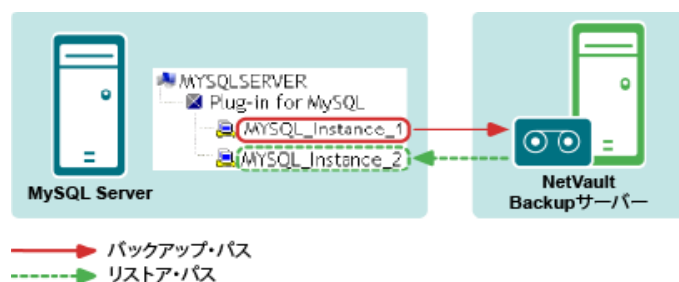 MYSQLSERVER
Plug-in for MySQL
MYSQL_Instance_1
MYSQL_Instance_2
MySQL Server
NetVault
Backupサーバー
バックアップ・パス
リストア・パス